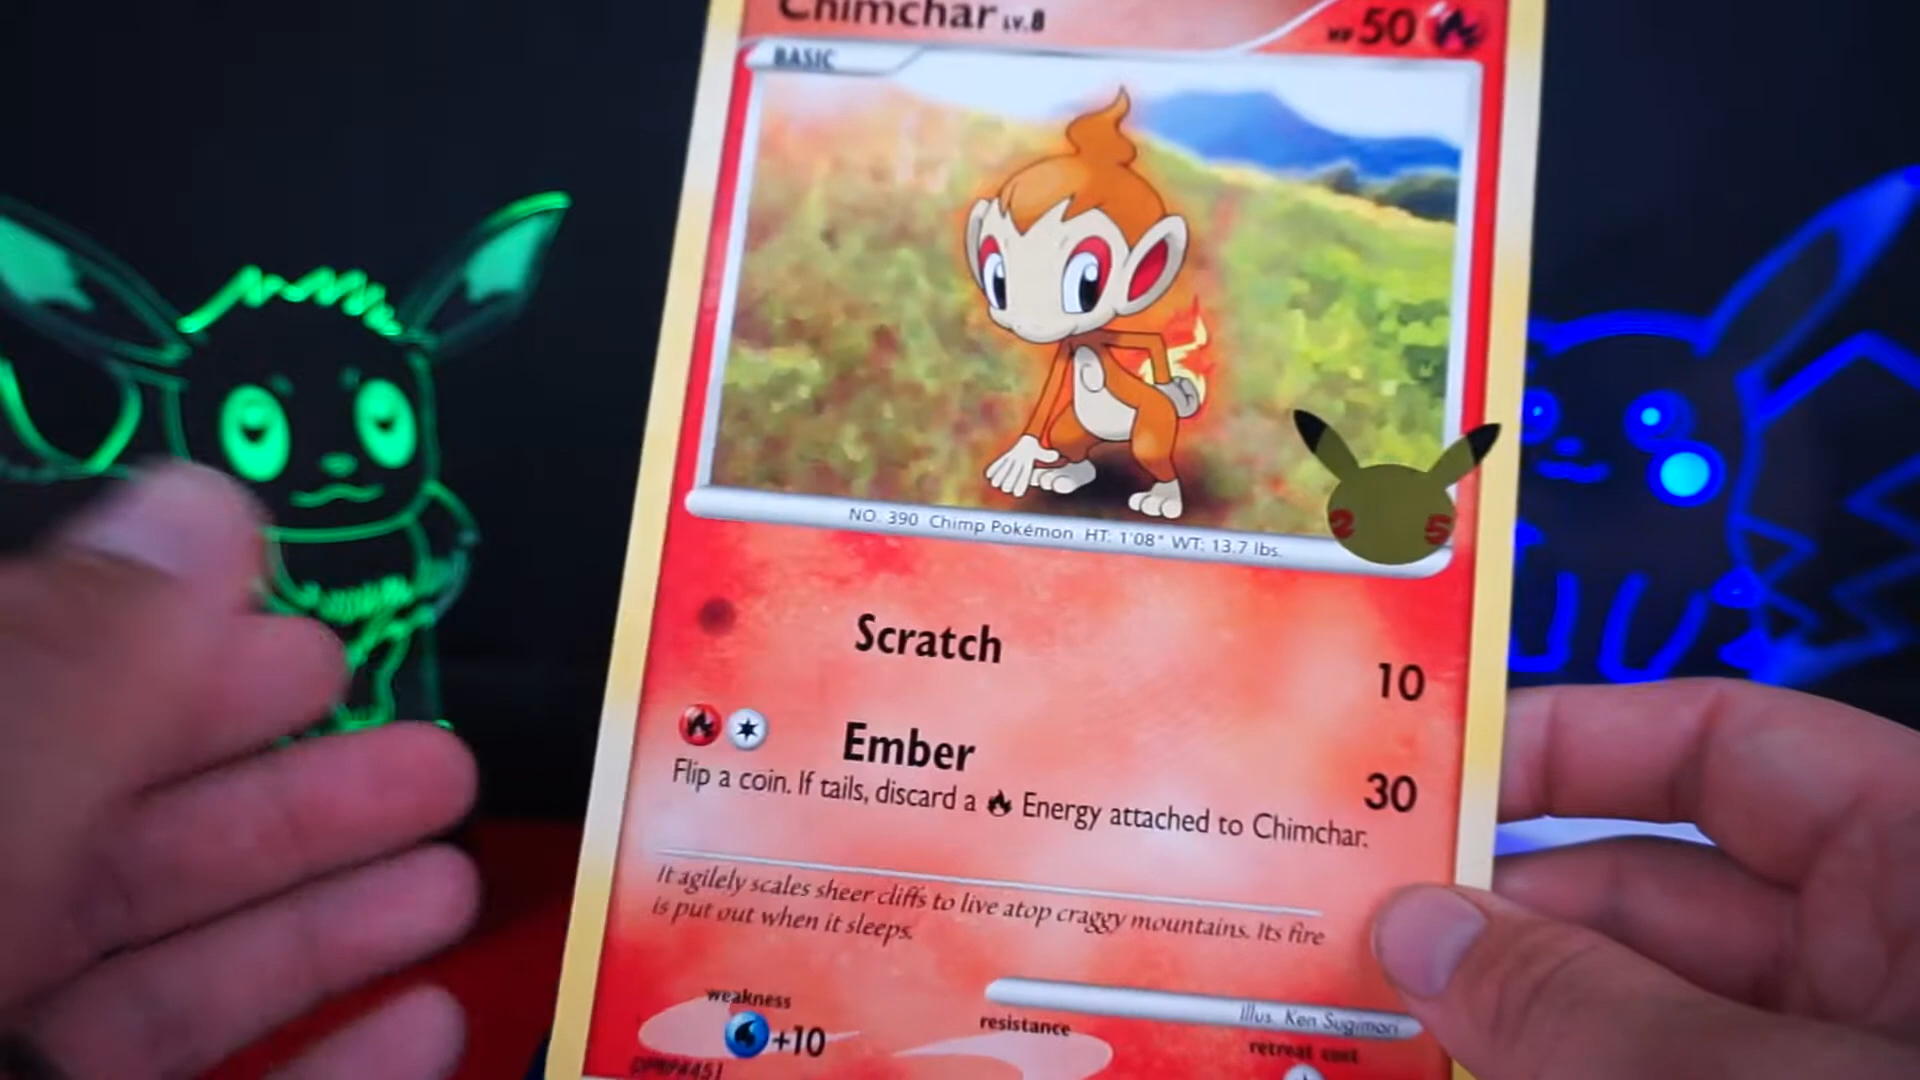 Chimchar LV.8 HP 50
BASIC
NO. 390 Chimp Pokémon HT: 1'08" WT: 13.7 lbs.
2 5
Scratch 10
Ember 30
Flip a coin. If tails, discard a Energy attached to Chimchar.
It agilely scales sheer cliffs to live atop craggy mountains. Its fire
is put out when it sleeps.
Illus. Ken Sugimori
weakness resistance retreat cost
+10